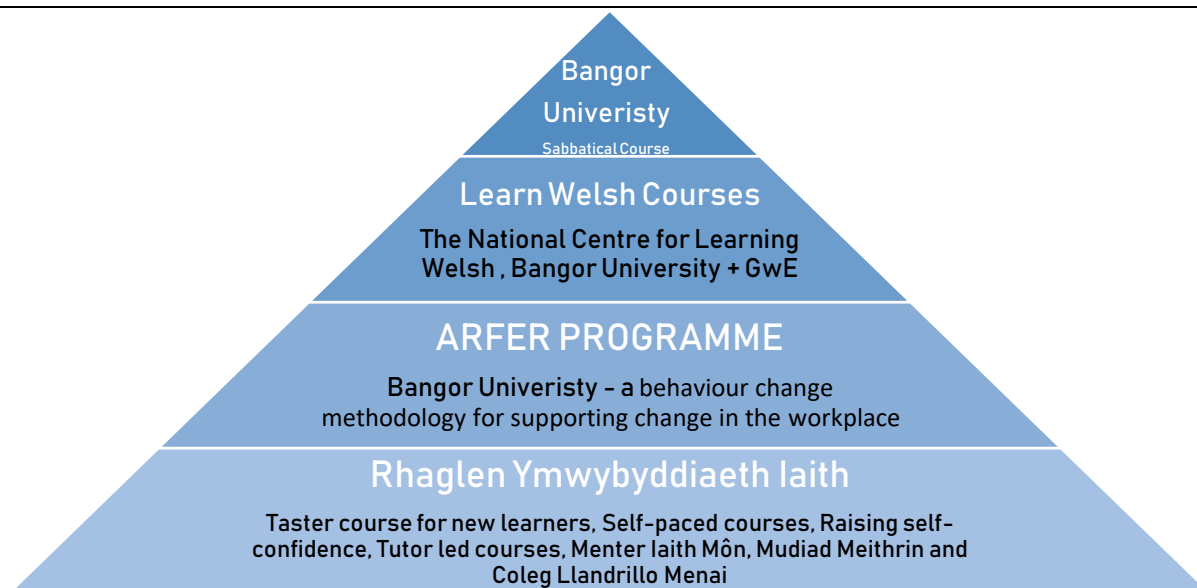 Bangor
Univeristy
Sabbatical Course
Learn Welsh Courses
The National Centre for Learning
Welsh , Bangor University + GwE
ARFER PROGRAMME
Bangor Univeristy - a behaviour change
methodology for supporting change in the workplace
Rhaglen Ymwybyddiaeth Iaith
Taster course for new learners, Self-paced courses, Raising self-
confidence, Tutor led courses, Menter Iaith Môn, Mudiad Meithrin and
Coleg Llandrillo Menai